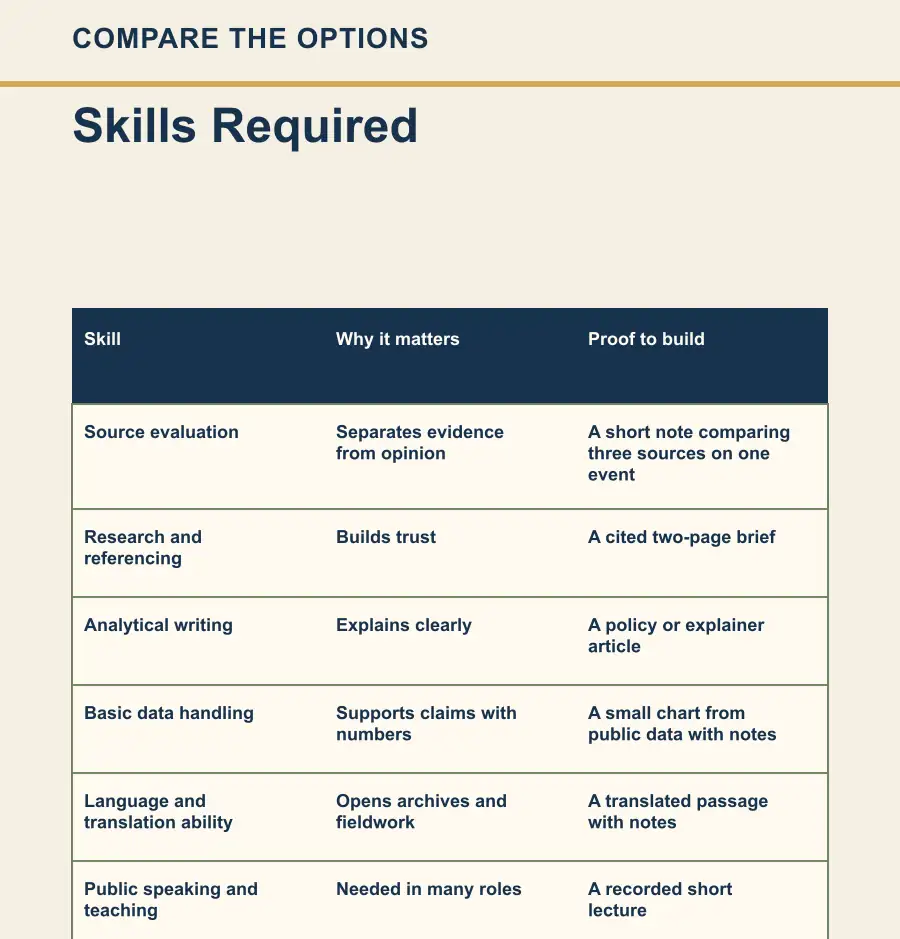 COMPARE THE OPTIONS
Skills Required
Skill
Why it matters
Proof to build
Source evaluation
Separates evidence
from opinion
A short note comparing
three sources on one
event
Research and
referencing
Builds trust
A cited two-page brief
Analytical writing
Explains clearly
A policy or explainer
article
Basic data handling
Supports claims with
numbers
A small chart from
public data with notes
Language and
translation ability
Opens archives and
fieldwork
A translated passage
with notes
Public speaking and
teaching
Needed in many roles
A recorded short
lecture